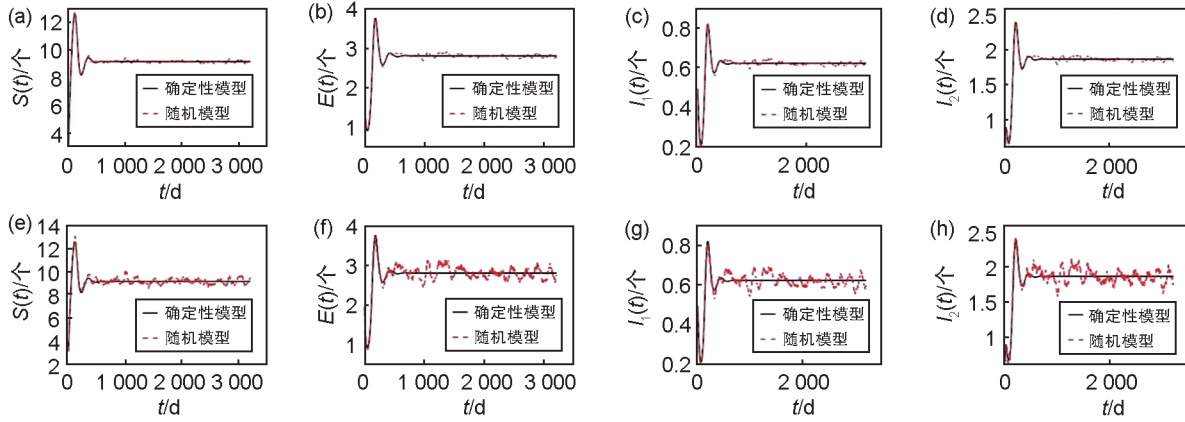 (a)
S(t)/个
12
10
8
6
4
确定性模型
随机模型
0 1 000 2 000 3 000
t/d
(b)
E(t)/个
4
3
2
1
确定性模型
随机模型
0 1 000 2 000 3 000
t/d
(c)
I₁(t)/个
1.0
0.8
0.6
0.4
0.2
确定性模型
随机模型
0 2 000
t/d
(d)
I₂(t)/个
2.5
2
1.5
1
确定性模型
随机模型
0 2 000
t/d
(e)
S(t)/个
14
12
10
8
6
4
2
确定性模型
随机模型
0 1 000 2 000 3 000
t/d
(f)
E(t)/个
4
3
2
1
确定性模型
随机模型
0 1 000 2 000 3 000
t/d
(g)
I₁(t)/个
0.8
0.6
0.4
0.2
确定性模型
随机模型
0 2 000
t/d
(h)
I₂(t)/个
2.5
2
1.5
1
确定性模型
随机模型
0 2 000
t/d